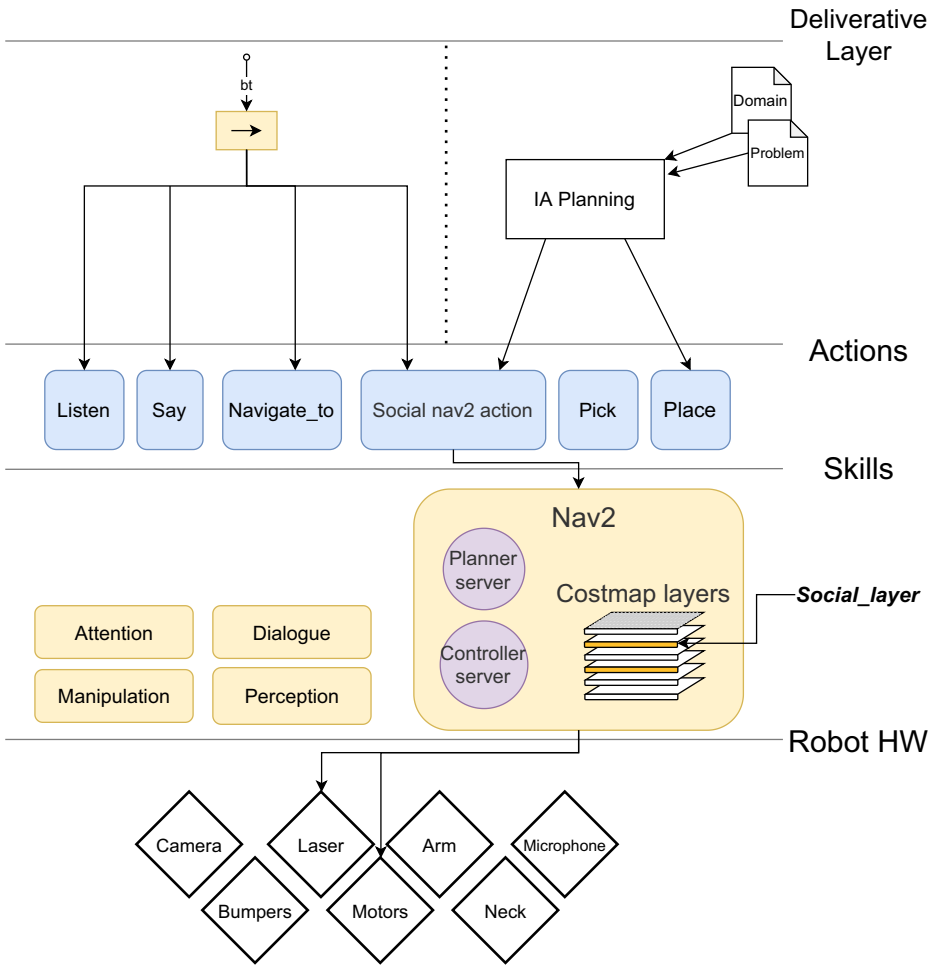 Deliverative
Layer
bt
Domain
Problem
IA Planning
Actions
Listen
Say
Navigate_to
Social nav2 action
Pick
Place
Skills
Nav2
Planner
server
Costmap layers
Social_layer
Controller
server
Attention
Dialogue
Manipulation
Perception
Robot HW
Camera
Laser
Arm
Microphone
Bumpers
Motors
Neck